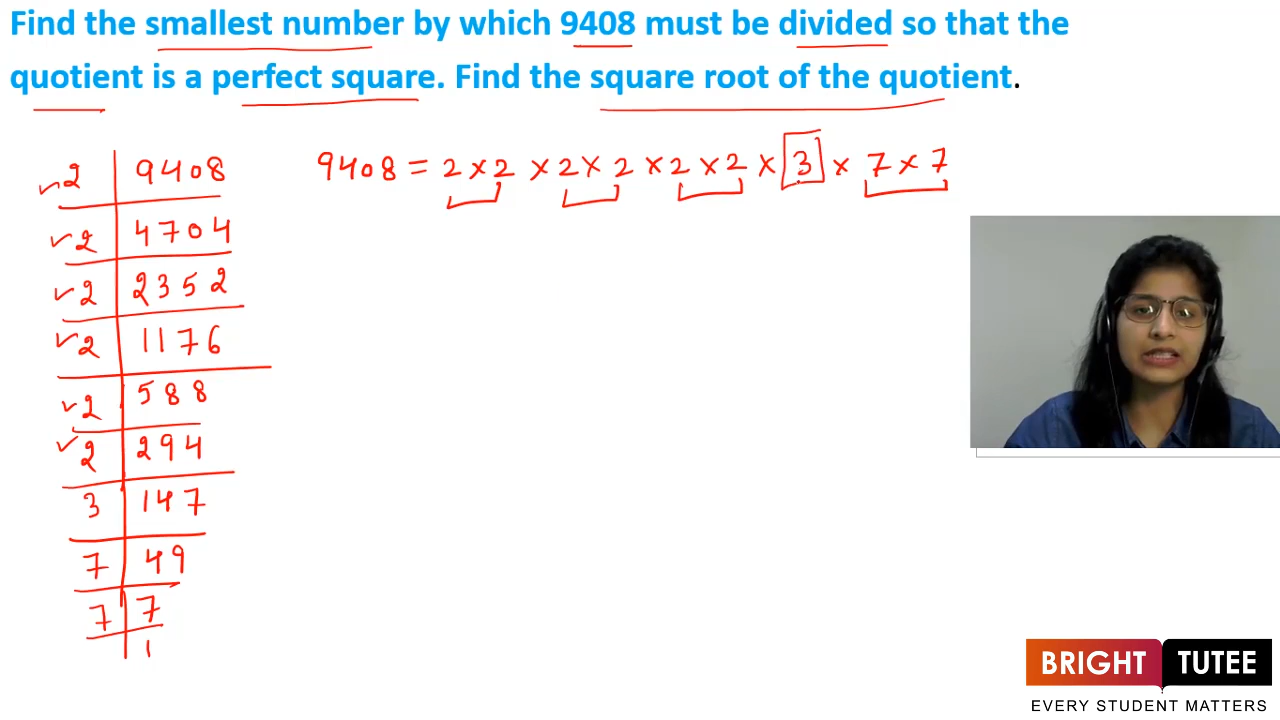 Find the smallest number by which 9408 must be divided so that the
quotient is a perfect square. Find the square root of the quotient.
9408 = 2 × 2 × 2 × 2 × 2 × 2 × 3 × 7 × 7
2 9408
2 4704
2 2352
2 1176
2 588
2 294
3 147
7 49
7 7
1
BRIGHT TUTEE
EVERY STUDENT MATTERS